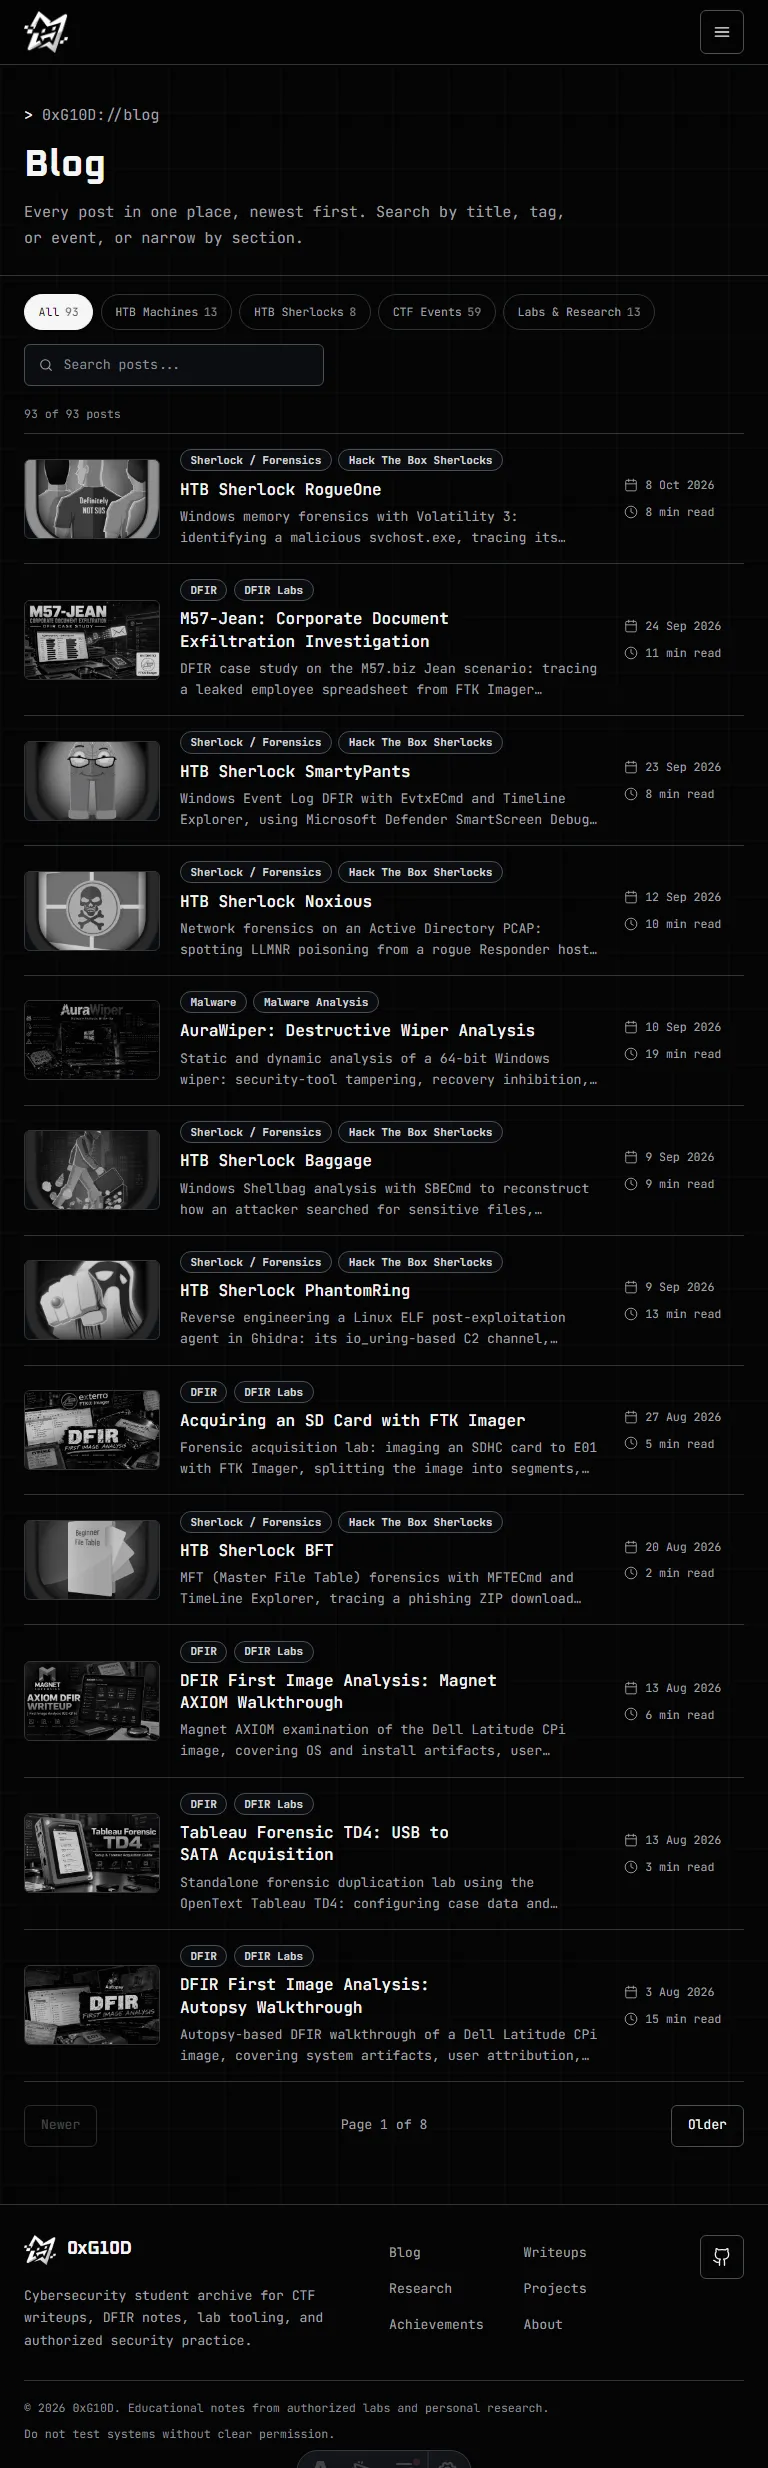 > 0xG10D://blog
Blog
Every post in one place, newest first. Search by title, tag,
or event, or narrow by section.
All 93
HTB Machines 13
HTB Sherlocks 8
CTF Events 59
Labs & Research 13
Search posts...
93 of 93 posts
Definitely
NOT SUS
Sherlock / Forensics
Hack The Box Sherlocks
HTB Sherlock RogueOne
Windows memory forensics with Volatility 3:
identifying a malicious svchost.exe, tracing its…
8 Oct 2026
8 min read
M57-JEAN
CORPORATE DOCUMENT EXFILTRATION
DFIR CASE STUDY
DFIR
DFIR Labs
M57-Jean: Corporate Document
Exfiltration Investigation
DFIR case study on the M57.biz Jean scenario: tracing
a leaked employee spreadsheet from FTK Imager…
24 Sep 2026
11 min read
Sherlock / Forensics
Hack The Box Sherlocks
HTB Sherlock SmartyPants
Windows Event Log DFIR with EvtxECmd and Timeline
Explorer, using Microsoft Defender SmartScreen Debug…
23 Sep 2026
8 min read
Sherlock / Forensics
Hack The Box Sherlocks
HTB Sherlock Noxious
Network forensics on an Active Directory PCAP:
spotting LLMNR poisoning from a rogue Responder host…
12 Sep 2026
10 min read
AuraWiper
Malware
Malware Analysis
AuraWiper: Destructive Wiper Analysis
Static and dynamic analysis of a 64-bit Windows
wiper: security-tool tampering, recovery inhibition,…
10 Sep 2026
19 min read
Sherlock / Forensics
Hack The Box Sherlocks
HTB Sherlock Baggage
Windows Shellbag analysis with SBECmd to reconstruct
how an attacker searched for sensitive files,…
9 Sep 2026
9 min read
Sherlock / Forensics
Hack The Box Sherlocks
HTB Sherlock PhantomRing
Reverse engineering a Linux ELF post-exploitation
agent in Ghidra: its io_uring-based C2 channel,…
9 Sep 2026
13 min read
exterro
FTK Imager
DFIR
FIRST IMAGE ANALYSIS
DFIR
DFIR Labs
Acquiring an SD Card with FTK Imager
Forensic acquisition lab: imaging an SDHC card to E01
with FTK Imager, splitting the image into segments,…
27 Aug 2026
5 min read
Beginner
File Table
Sherlock / Forensics
Hack The Box Sherlocks
HTB Sherlock BFT
MFT (Master File Table) forensics with MFTECmd and
TimeLine Explorer, tracing a phishing ZIP download…
20 Aug 2026
2 min read
MAGNET
AXIOM DFIR
WRITEUP
DFIR
DFIR Labs
DFIR First Image Analysis: Magnet
AXIOM Walkthrough
Magnet AXIOM examination of the Dell Latitude CPi
image, covering OS and install artifacts, user…
13 Aug 2026
6 min read
Tableau Forensic
TD4
DFIR
DFIR Labs
Tableau Forensic TD4: USB to
SATA Acquisition
Standalone forensic duplication lab using the
OpenText Tableau TD4: configuring case data and…
13 Aug 2026
3 min read
Autopsy
DFIR
FIRST IMAGE ANALYSIS
DFIR
DFIR Labs
DFIR First Image Analysis:
Autopsy Walkthrough
Autopsy-based DFIR walkthrough of a Dell Latitude CPi
image, covering system artifacts, user attribution,…
3 Aug 2026
15 min read
Newer
Page 1 of 8
Older
0xG10D
Cybersecurity student archive for CTF
writeups, DFIR notes, lab tooling, and
authorized security practice.
Blog
Writeups
Research
Projects
Achievements
About
© 2026 0xG10D. Educational notes from authorized labs and personal research.
Do not test systems without clear permission.